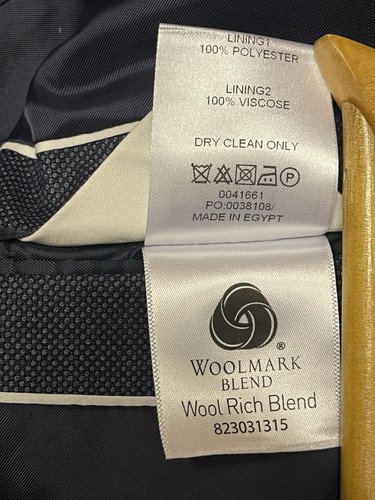 LINING1
100% POLYESTER
LINING2
100% VISCOSE
DRY CLEAN ONLY
P
0041661
PO:0038108/
MADE IN EGYPT
®
WOOLMARK
BLEND
Wool Rich Blend
823031315